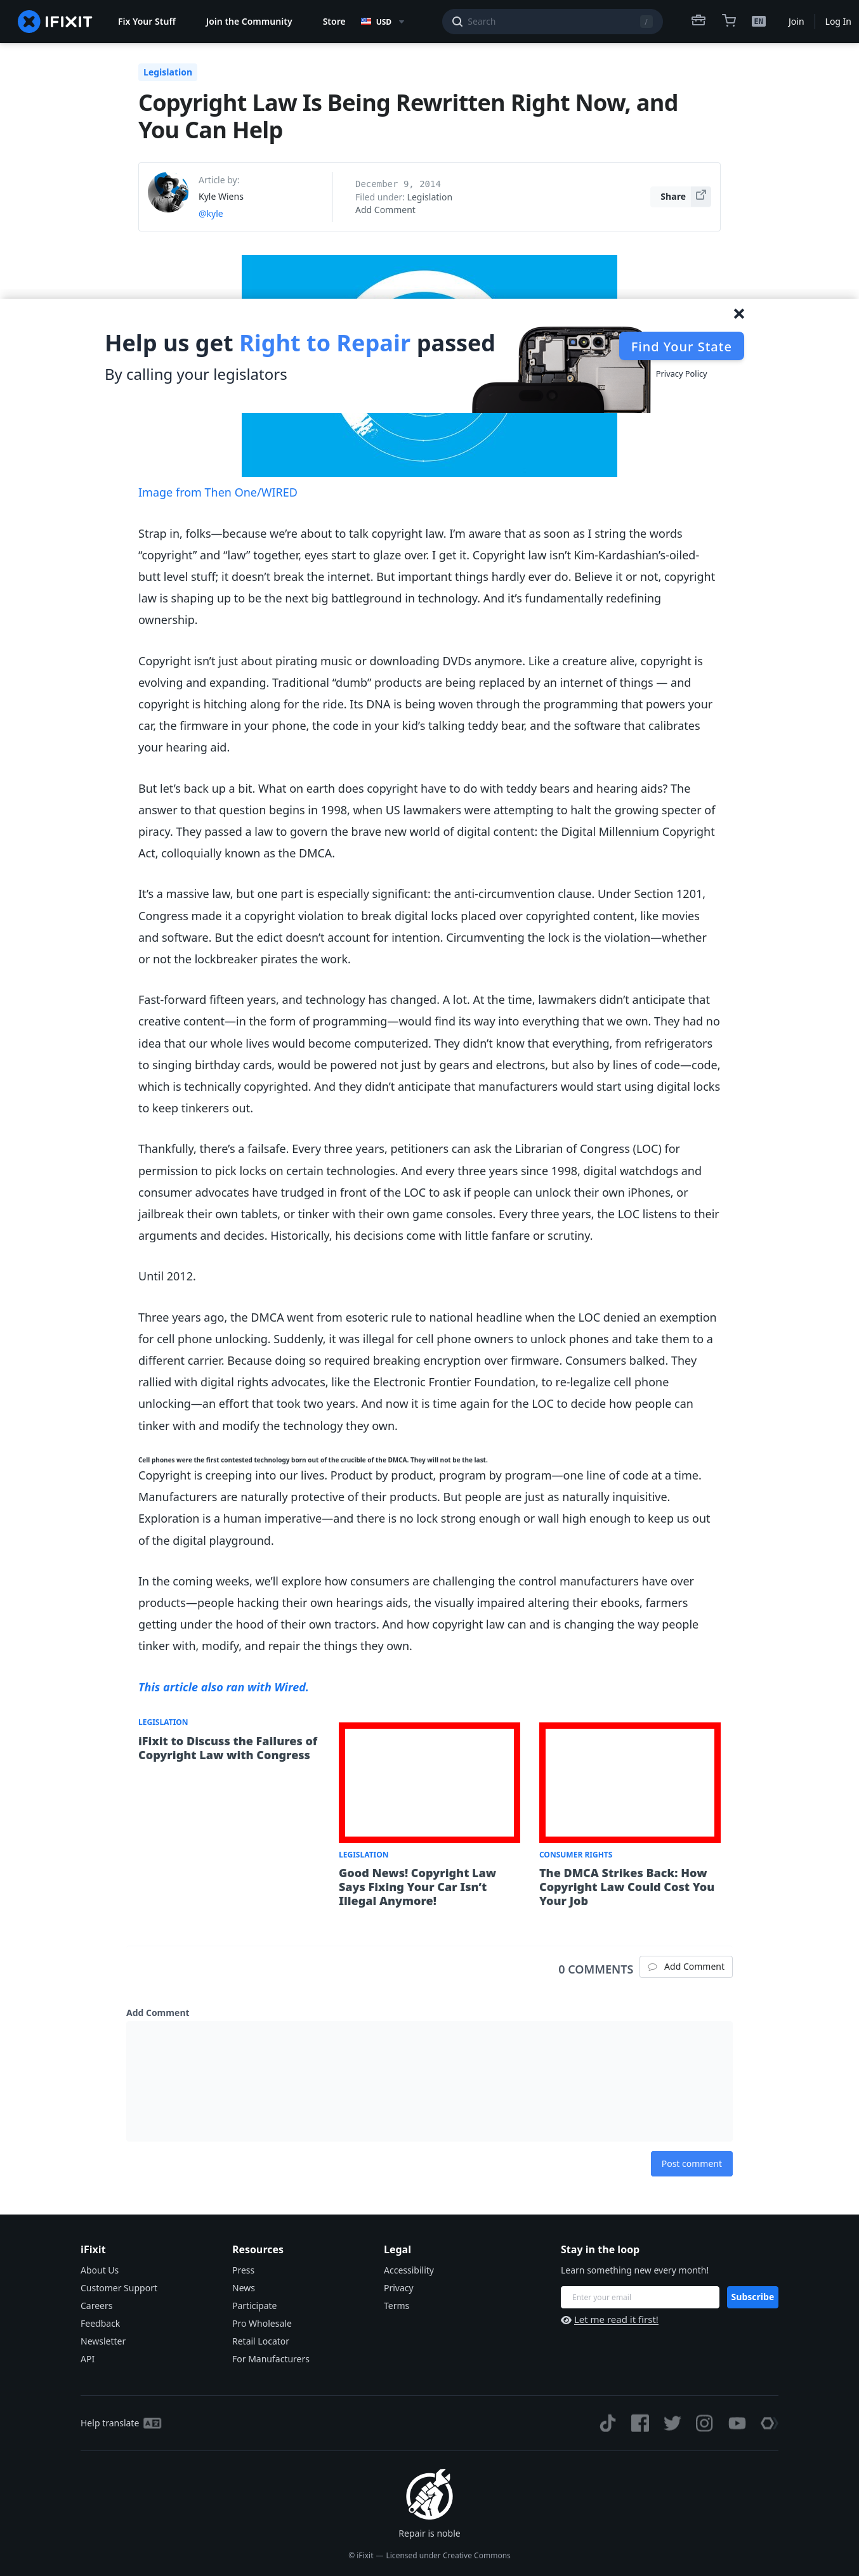 IFIXIT
Fix Your Stuff
Join the Community
Store
USD
Search
/
EN
Join
Log In
Legislation
Copyright Law Is Being Rewritten Right Now, and
You Can Help
Article by:
Kyle Wiens
@kyle
December 9, 2014
Filed under: Legislation
Add Comment
Share
Help us get Right to Repair passed
By calling your legislators
Find Your State
Privacy Policy
Image from Then One/WIRED
Strap in, folks—because we’re about to talk copyright law. I’m aware that as soon as I string the words
“copyright” and “law” together, eyes start to glaze over. I get it. Copyright law isn’t Kim-Kardashian’s-oiled-
butt level stuff; it doesn’t break the internet. But important things hardly ever do. Believe it or not, copyright
law is shaping up to be the next big battleground in technology. And it’s fundamentally redefining
ownership.
Copyright isn’t just about pirating music or downloading DVDs anymore. Like a creature alive, copyright is
evolving and expanding. Traditional “dumb” products are being replaced by an internet of things — and
copyright is hitching along for the ride. Its DNA is being woven through the programming that powers your
car, the firmware in your phone, the code in your kid’s talking teddy bear, and the software that calibrates
your hearing aid.
But let’s back up a bit. What on earth does copyright have to do with teddy bears and hearing aids? The
answer to that question begins in 1998, when US lawmakers were attempting to halt the growing specter of
piracy. They passed a law to govern the brave new world of digital content: the Digital Millennium Copyright
Act, colloquially known as the DMCA.
It’s a massive law, but one part is especially significant: the anti-circumvention clause. Under Section 1201,
Congress made it a copyright violation to break digital locks placed over copyrighted content, like movies
and software. But the edict doesn’t account for intention. Circumventing the lock is the violation—whether
or not the lockbreaker pirates the work.
Fast-forward fifteen years, and technology has changed. A lot. At the time, lawmakers didn’t anticipate that
creative content—in the form of programming—would find its way into everything that we own. They had no
idea that our whole lives would become computerized. They didn’t know that everything, from refrigerators
to singing birthday cards, would be powered not just by gears and electrons, but also by lines of code—code,
which is technically copyrighted. And they didn’t anticipate that manufacturers would start using digital locks
to keep tinkerers out.
Thankfully, there’s a failsafe. Every three years, petitioners can ask the Librarian of Congress (LOC) for
permission to pick locks on certain technologies. And every three years since 1998, digital watchdogs and
consumer advocates have trudged in front of the LOC to ask if people can unlock their own iPhones, or
jailbreak their own tablets, or tinker with their own game consoles. Every three years, the LOC listens to their
arguments and decides. Historically, his decisions come with little fanfare or scrutiny.
Until 2012.
Three years ago, the DMCA went from esoteric rule to national headline when the LOC denied an exemption
for cell phone unlocking. Suddenly, it was illegal for cell phone owners to unlock phones and take them to a
different carrier. Because doing so required breaking encryption over firmware. Consumers balked. They
rallied with digital rights advocates, like the Electronic Frontier Foundation, to re-legalize cell phone
unlocking—an effort that took two years. And now it is time again for the LOC to decide how people can
tinker with and modify the technology they own.
Cell phones were the first contested technology born out of the crucible of the DMCA. They will not be the last.
Copyright is creeping into our lives. Product by product, program by program—one line of code at a time.
Manufacturers are naturally protective of their products. But people are just as naturally inquisitive.
Exploration is a human imperative—and there is no lock strong enough or wall high enough to keep us out
of the digital playground.
In the coming weeks, we’ll explore how consumers are challenging the control manufacturers have over
products—people hacking their own hearings aids, the visually impaired altering their ebooks, farmers
getting under the hood of their own tractors. And how copyright law can and is changing the way people
tinker with, modify, and repair the things they own.
This article also ran with Wired.
LEGISLATION
iFixit to Discuss the Failures of
Copyright Law with Congress
LEGISLATION
Good News! Copyright Law
Says Fixing Your Car Isn’t
Illegal Anymore!
CONSUMER RIGHTS
The DMCA Strikes Back: How
Copyright Law Could Cost You
Your Job
0 COMMENTS
Add Comment
Add Comment
Post comment
iFixit
About Us
Customer Support
Careers
Feedback
Newsletter
API
Resources
Press
News
Participate
Pro Wholesale
Retail Locator
For Manufacturers
Legal
Accessibility
Privacy
Terms
Stay in the loop
Learn something new every month!
Enter your email
Subscribe
Let me read it first!
Help translate
Repair is noble
© iFixit — Licensed under Creative Commons